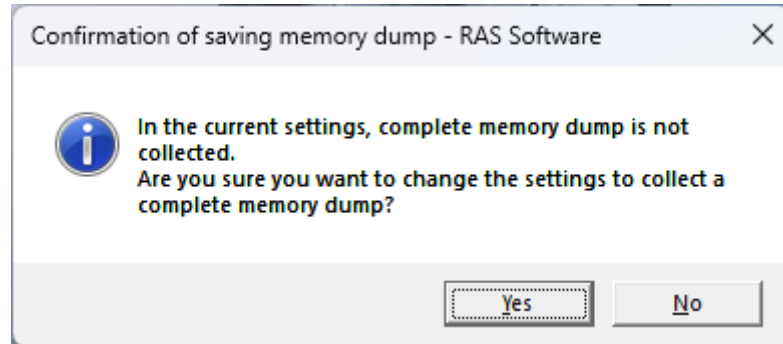 Confirmation of saving memory dump - RAS Software
In the current settings, complete memory dump is not
collected.
Are you sure you want to change the settings to collect a
complete memory dump?
Yes
No